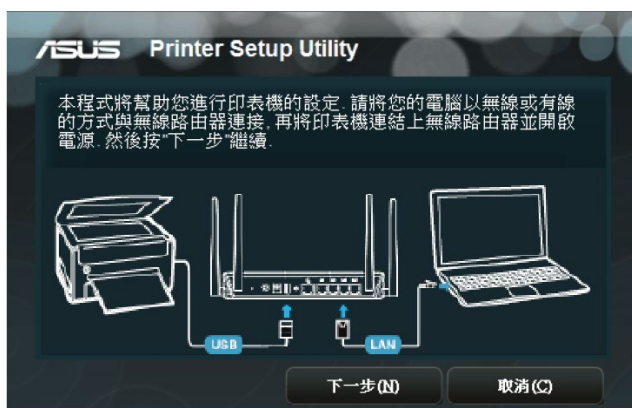 ASUS Printer Setup Utility
本程式將幫助您進行印表機的設定. 請將您的電腦以無線或有線
的方式與無線路由器連接, 再將印表機連結上無線路由器並開啟
電源. 然後按"下一步"繼續.
USB
LAN
下一步(N)
取消(C)